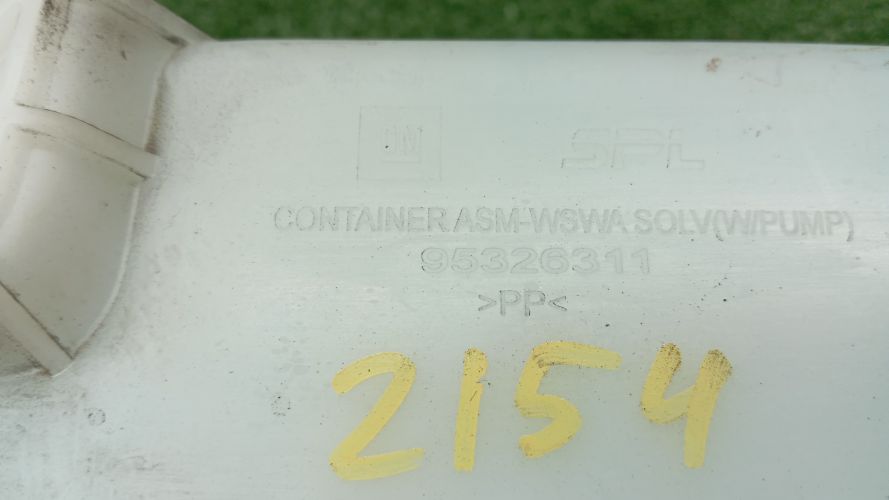 GM SPL
CONTAINER ASM-WSWA SOLV(W/PUMP)
95326311
>PP<
2154